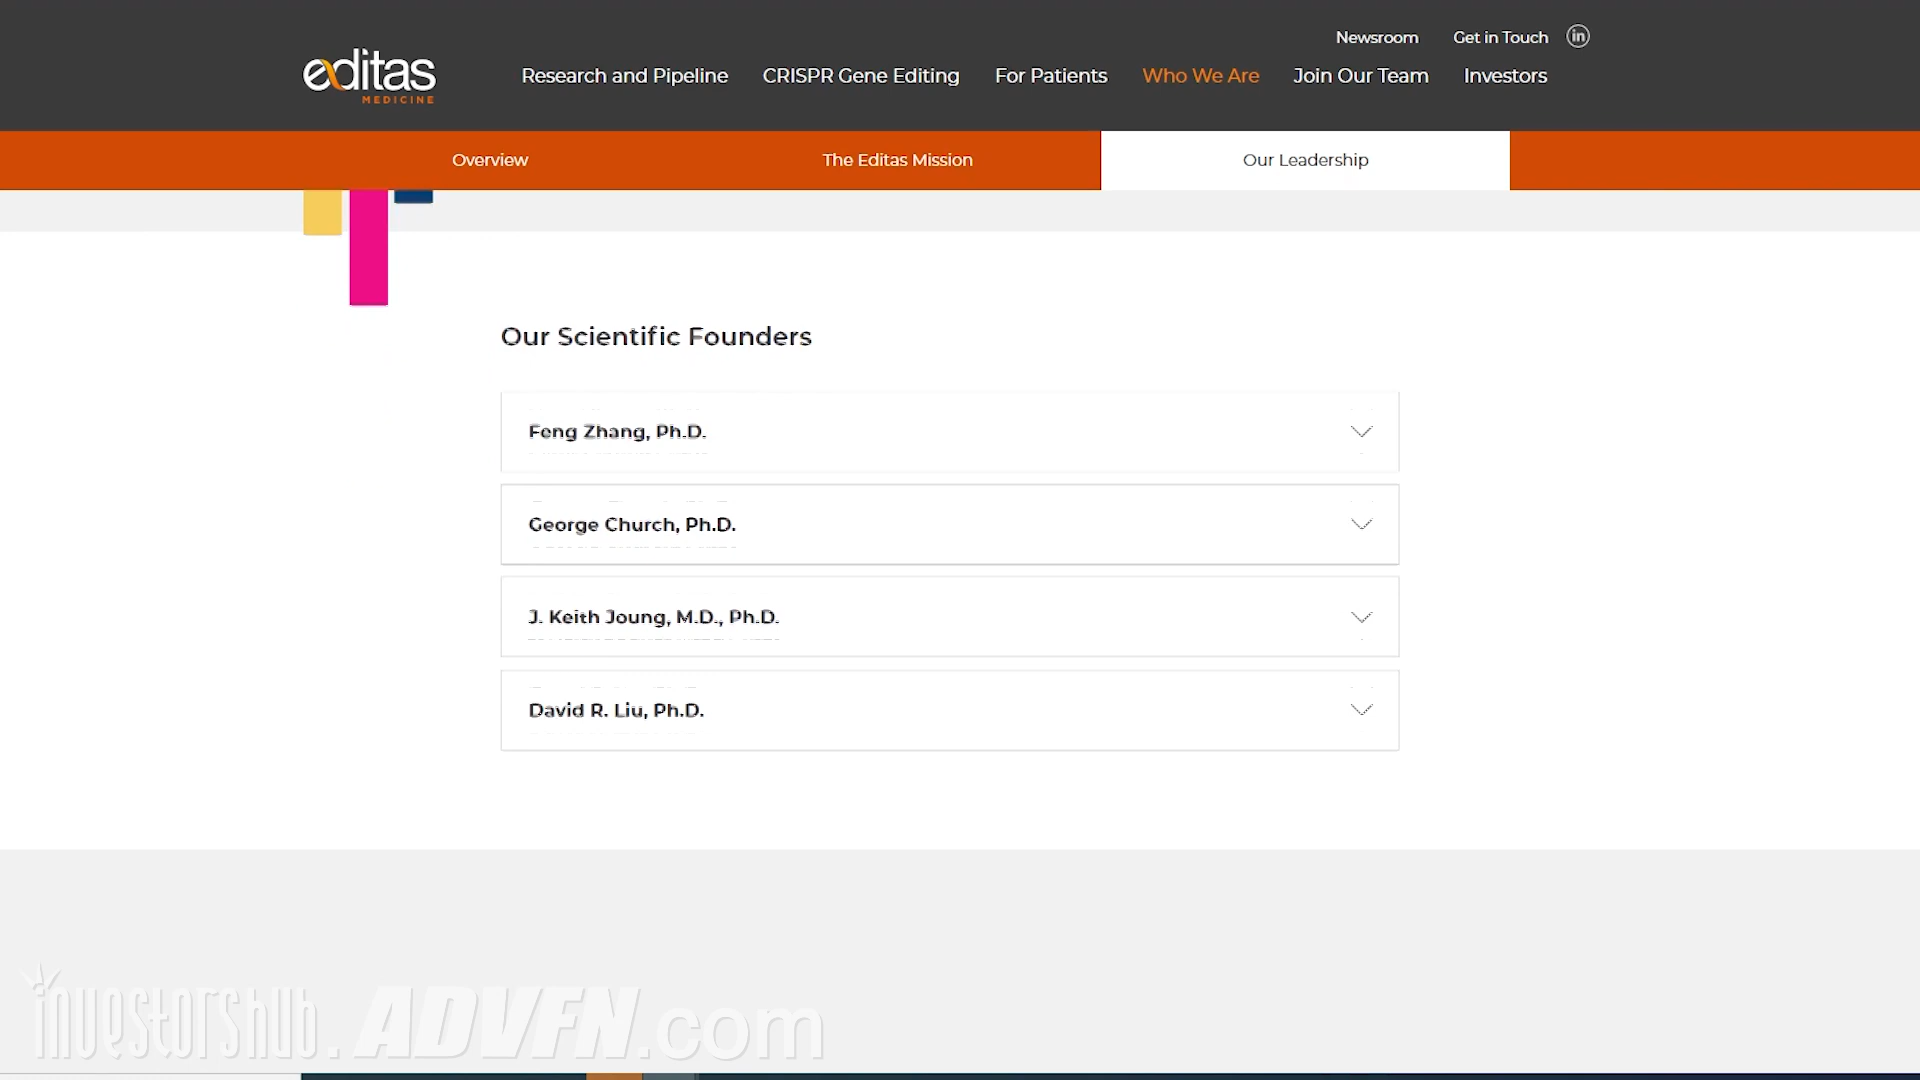 Newsroom Get in Touch in
editas
MEDICINE
Research and Pipeline CRISPR Gene Editing For Patients Who We Are Join Our Team Investors
Overview The Editas Mission Our Leadership
Our Scientific Founders
Feng Zhang, Ph.D.
George Church, Ph.D.
J. Keith Joung, M.D., Ph.D.
David R. Liu, Ph.D.
investorshub.ADVFN.com